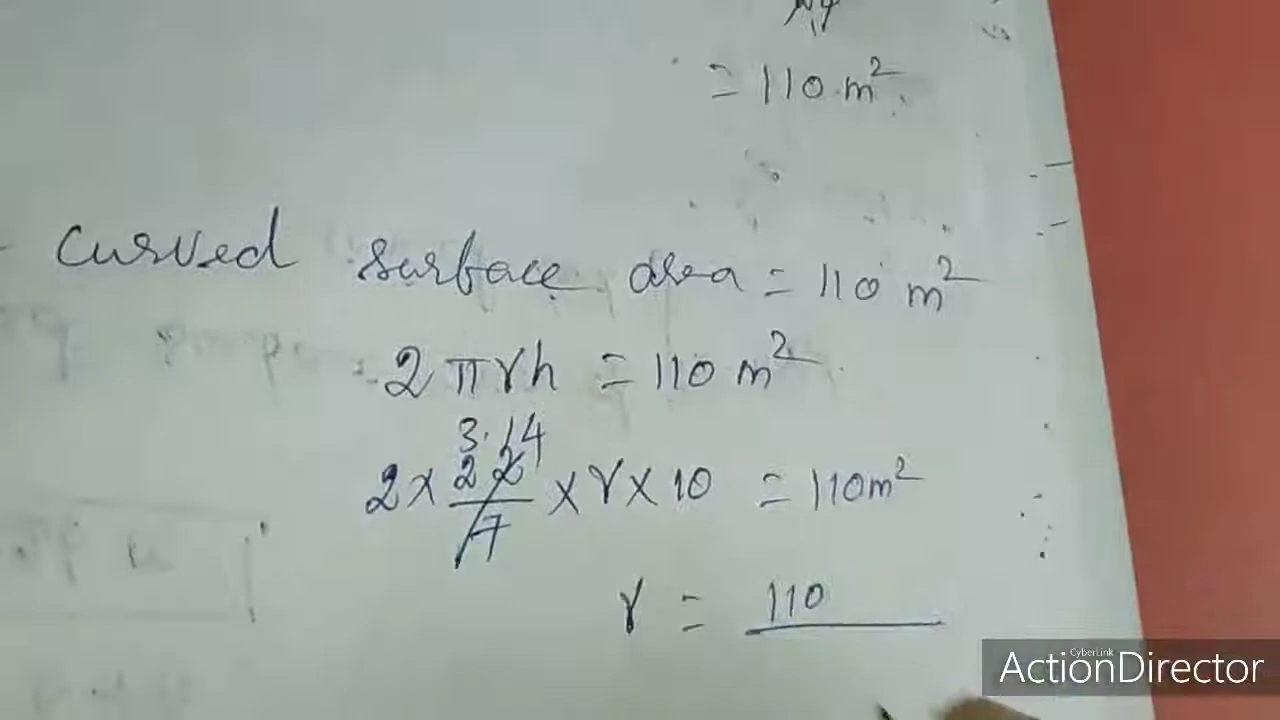 = 110 m²
Curved surface area = 110 m²
2πrh = 110 m²
3.14
2 × 22/7 × r × 10 = 110m²
r = 110
CyberLink
ActionDirector